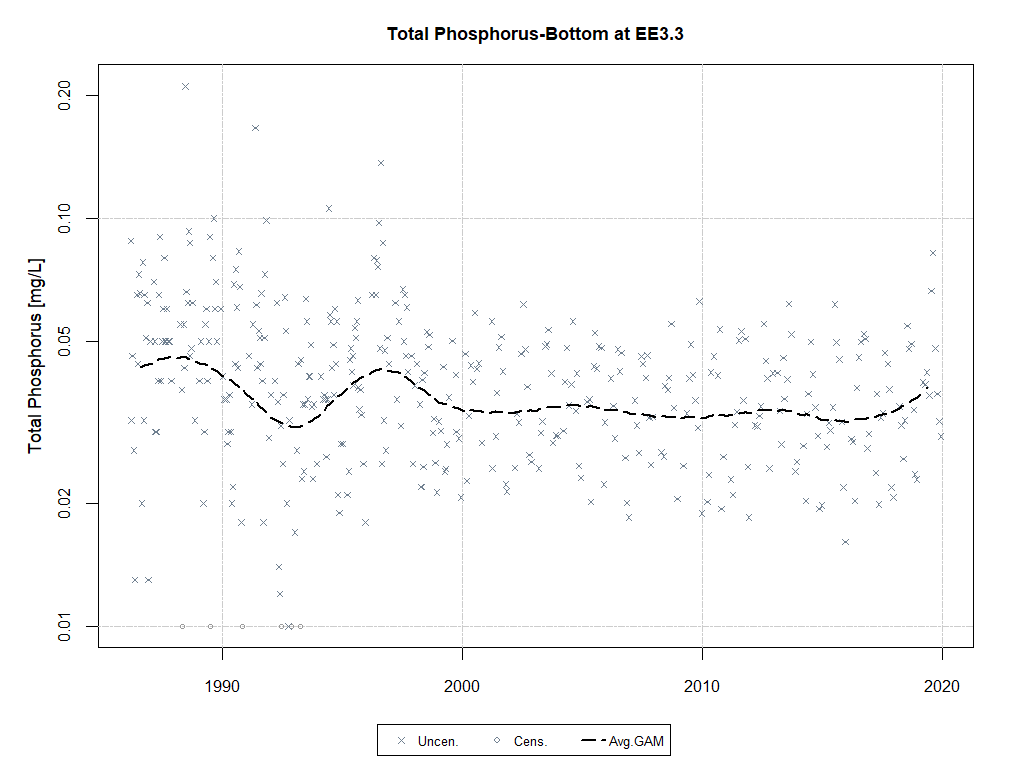 Total Phosphorus-Bottom at EE3.3
Total Phosphorus [mg/L]
0.20
0.10
0.05
0.02
0.01
1990 2000 2010 2020
Uncen. Cens. Avg.GAM